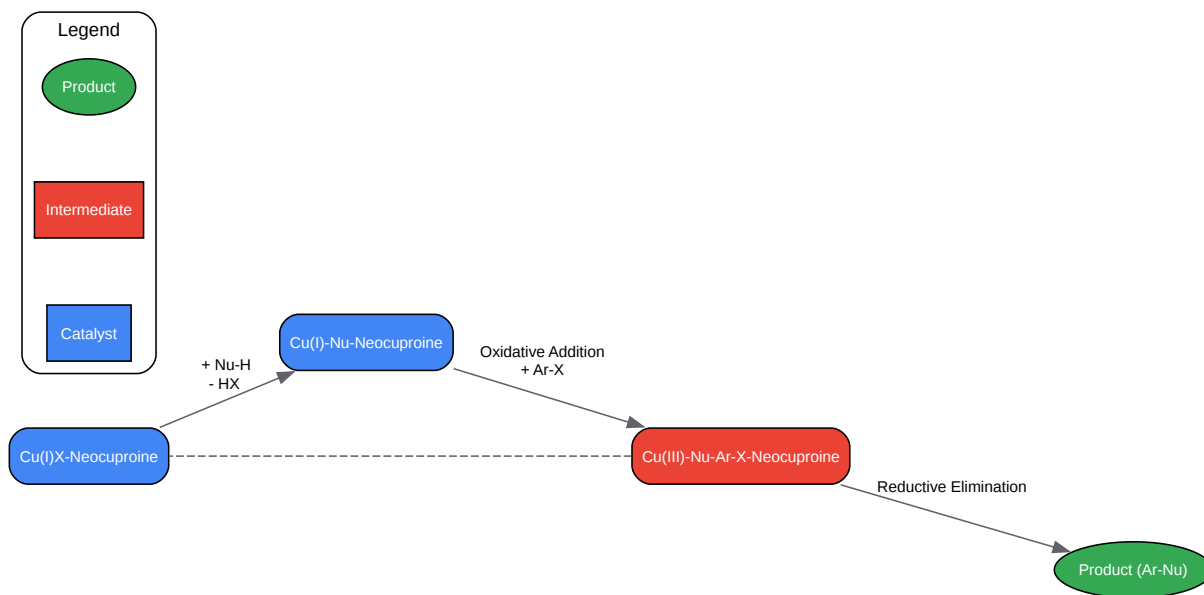 Legend
Product
Intermediate
Catalyst
Cu(I)-Nu-Neocuproine
Oxidative Addition
+ Ar-X
+ Nu-H
- HX
Cu(I)X-Neocuproine
Cu(III)-Nu-Ar-X-Neocuproine
Reductive Elimination
Product (Ar-Nu)